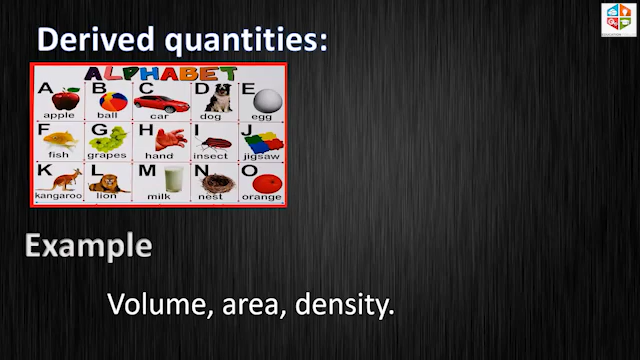 Derived quantities:
ALPHABET
A B C D E
apple ball car dog egg
F G H I J
fish grapes hand insect jigsaw
K L M N O
kangaroo lion milk nest orange
Example
Volume, area, density.